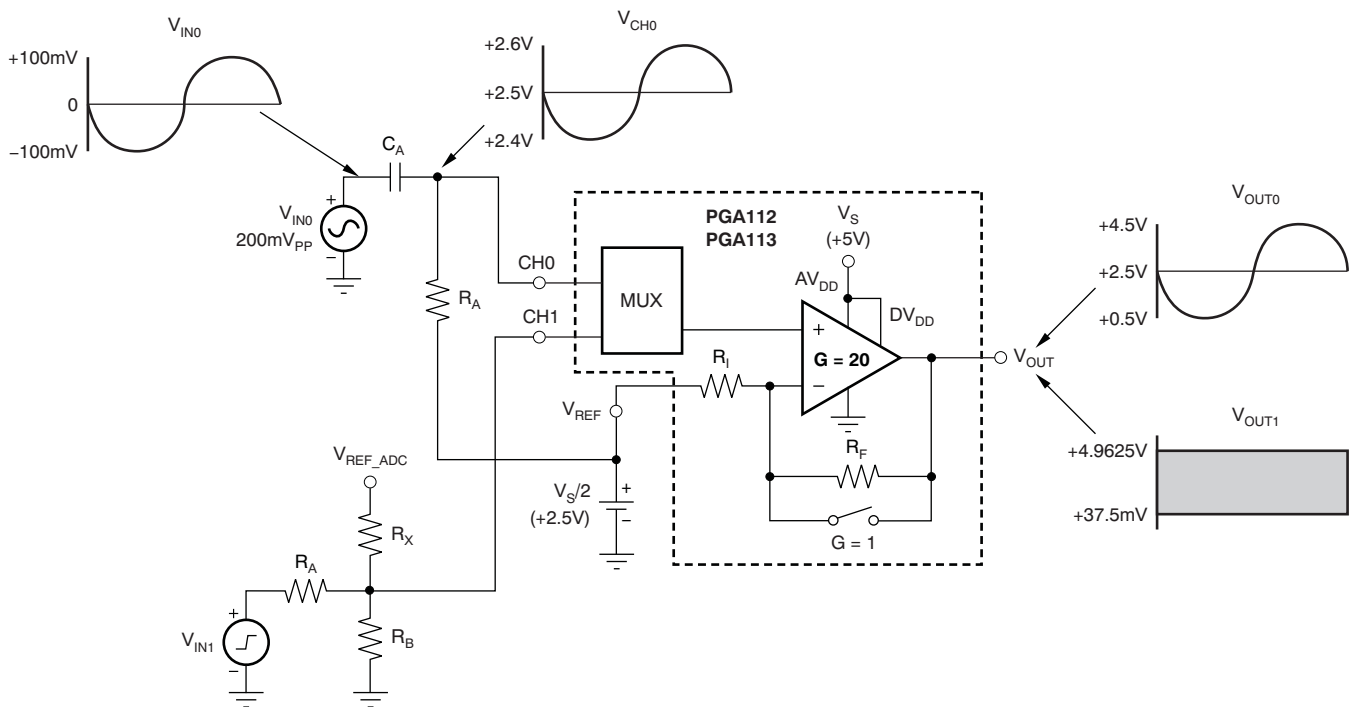 V_IN0
+100mV
0
−100mV
V_CH0
+2.6V
+2.5V
+2.4V
C_A
+
V_IN0
200mV_PP
−
R_A
CH0
CH1
MUX
PGA112
PGA113
V_S
(+5V)
AV_DD
DV_DD
+
G = 20
−
R_I
V_REF
R_F
G = 1
V_OUT
V_OUT0
+4.5V
+2.5V
+0.5V
V_OUT1
+4.9625V
+37.5mV
V_REF_ADC
R_X
V_S/2
(+2.5V)
+
−
R_A
+
V_IN1
−
R_B